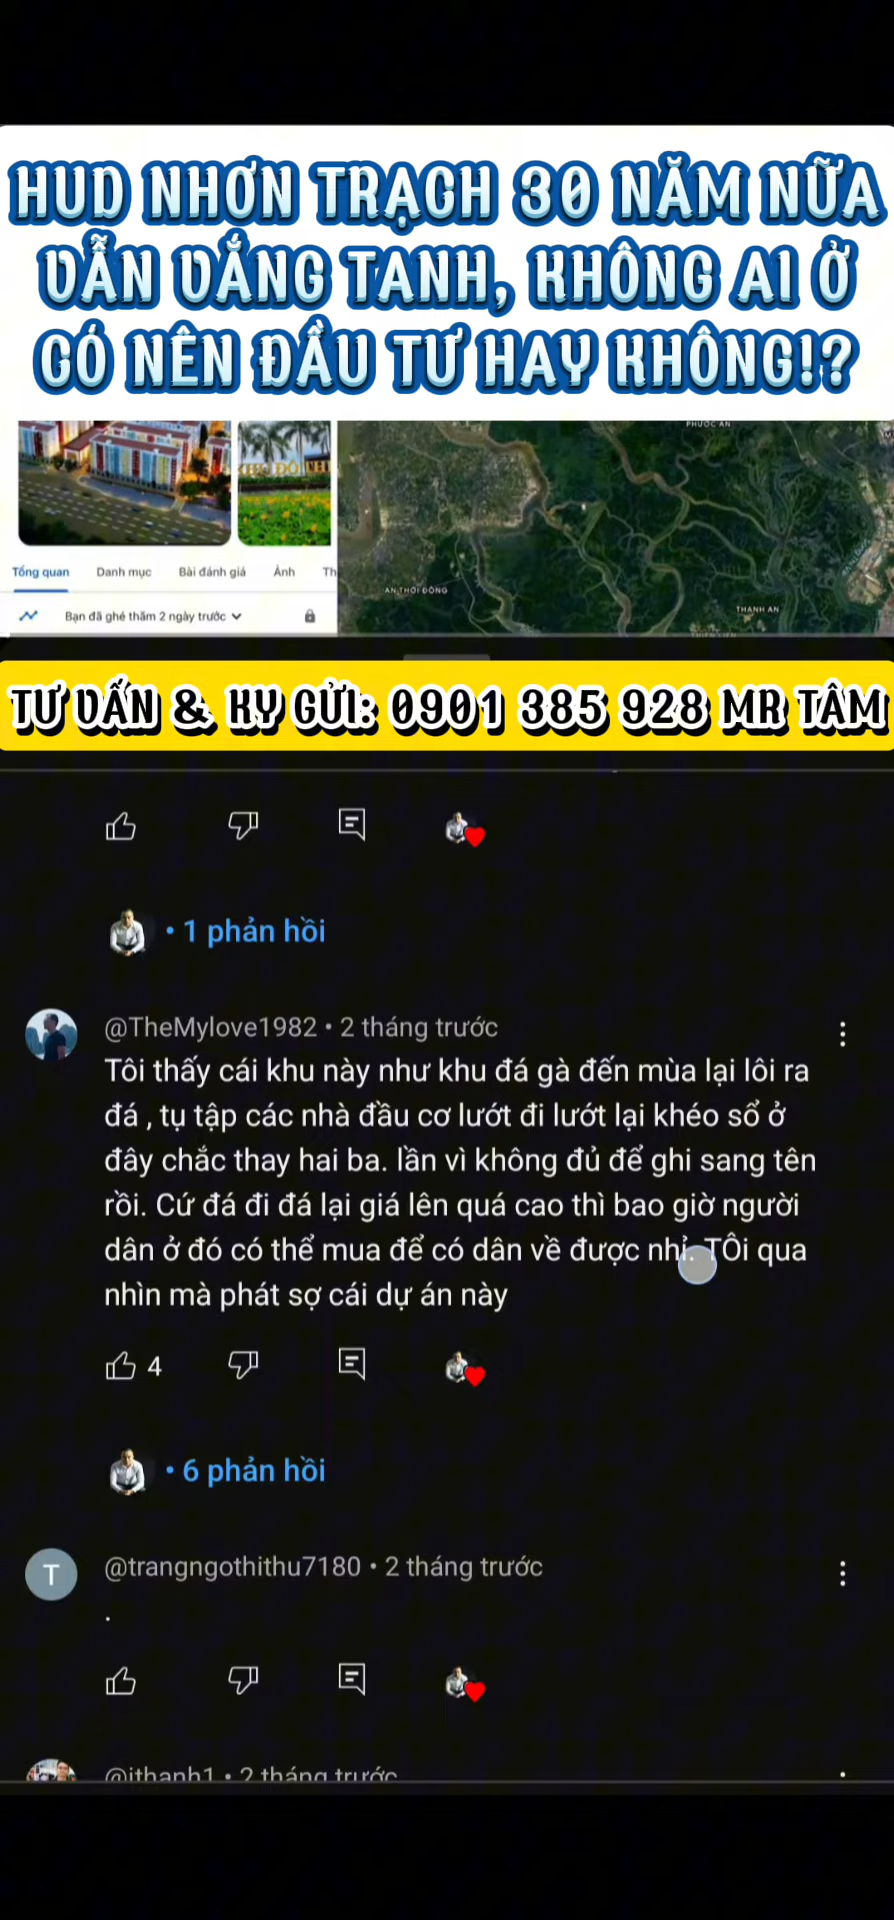 HUD NHƠN TRẠCH 30 NĂM NỮA
VẪN VẮNG TANH, KHÔNG AI Ở
CÓ NÊN ĐẦU TƯ HAY KHÔNG!?
KHU ĐÔ
PHƯỚC AN
Tổng quan Danh mục Bài đánh giá Ảnh Th
AN THỚI ĐÔNG
THẠNH AN
Bạn đã ghé thăm 2 ngày trước
TƯ VẤN & KÝ GỬI: 0901 385 928 MR TÂM
• 1 phản hồi
@TheMylove1982 • 2 tháng trước
Tôi thấy cái khu này như khu đá gà đến mùa lại lôi ra
đá , tụ tập các nhà đầu cơ lướt đi lướt lại khéo sổ ở
đây chắc thay hai ba. lần vì không đủ để ghi sang tên
rồi. Cứ đá đi đá lại giá lên quá cao thì bao giờ người
dân ở đó có thể mua để có dân về được nhỉ. TÔi qua
nhìn mà phát sợ cái dự án này
4
• 6 phản hồi
T
@trangngothithu7180 • 2 tháng trước
.
@ithanh1 • 2 tháng trước